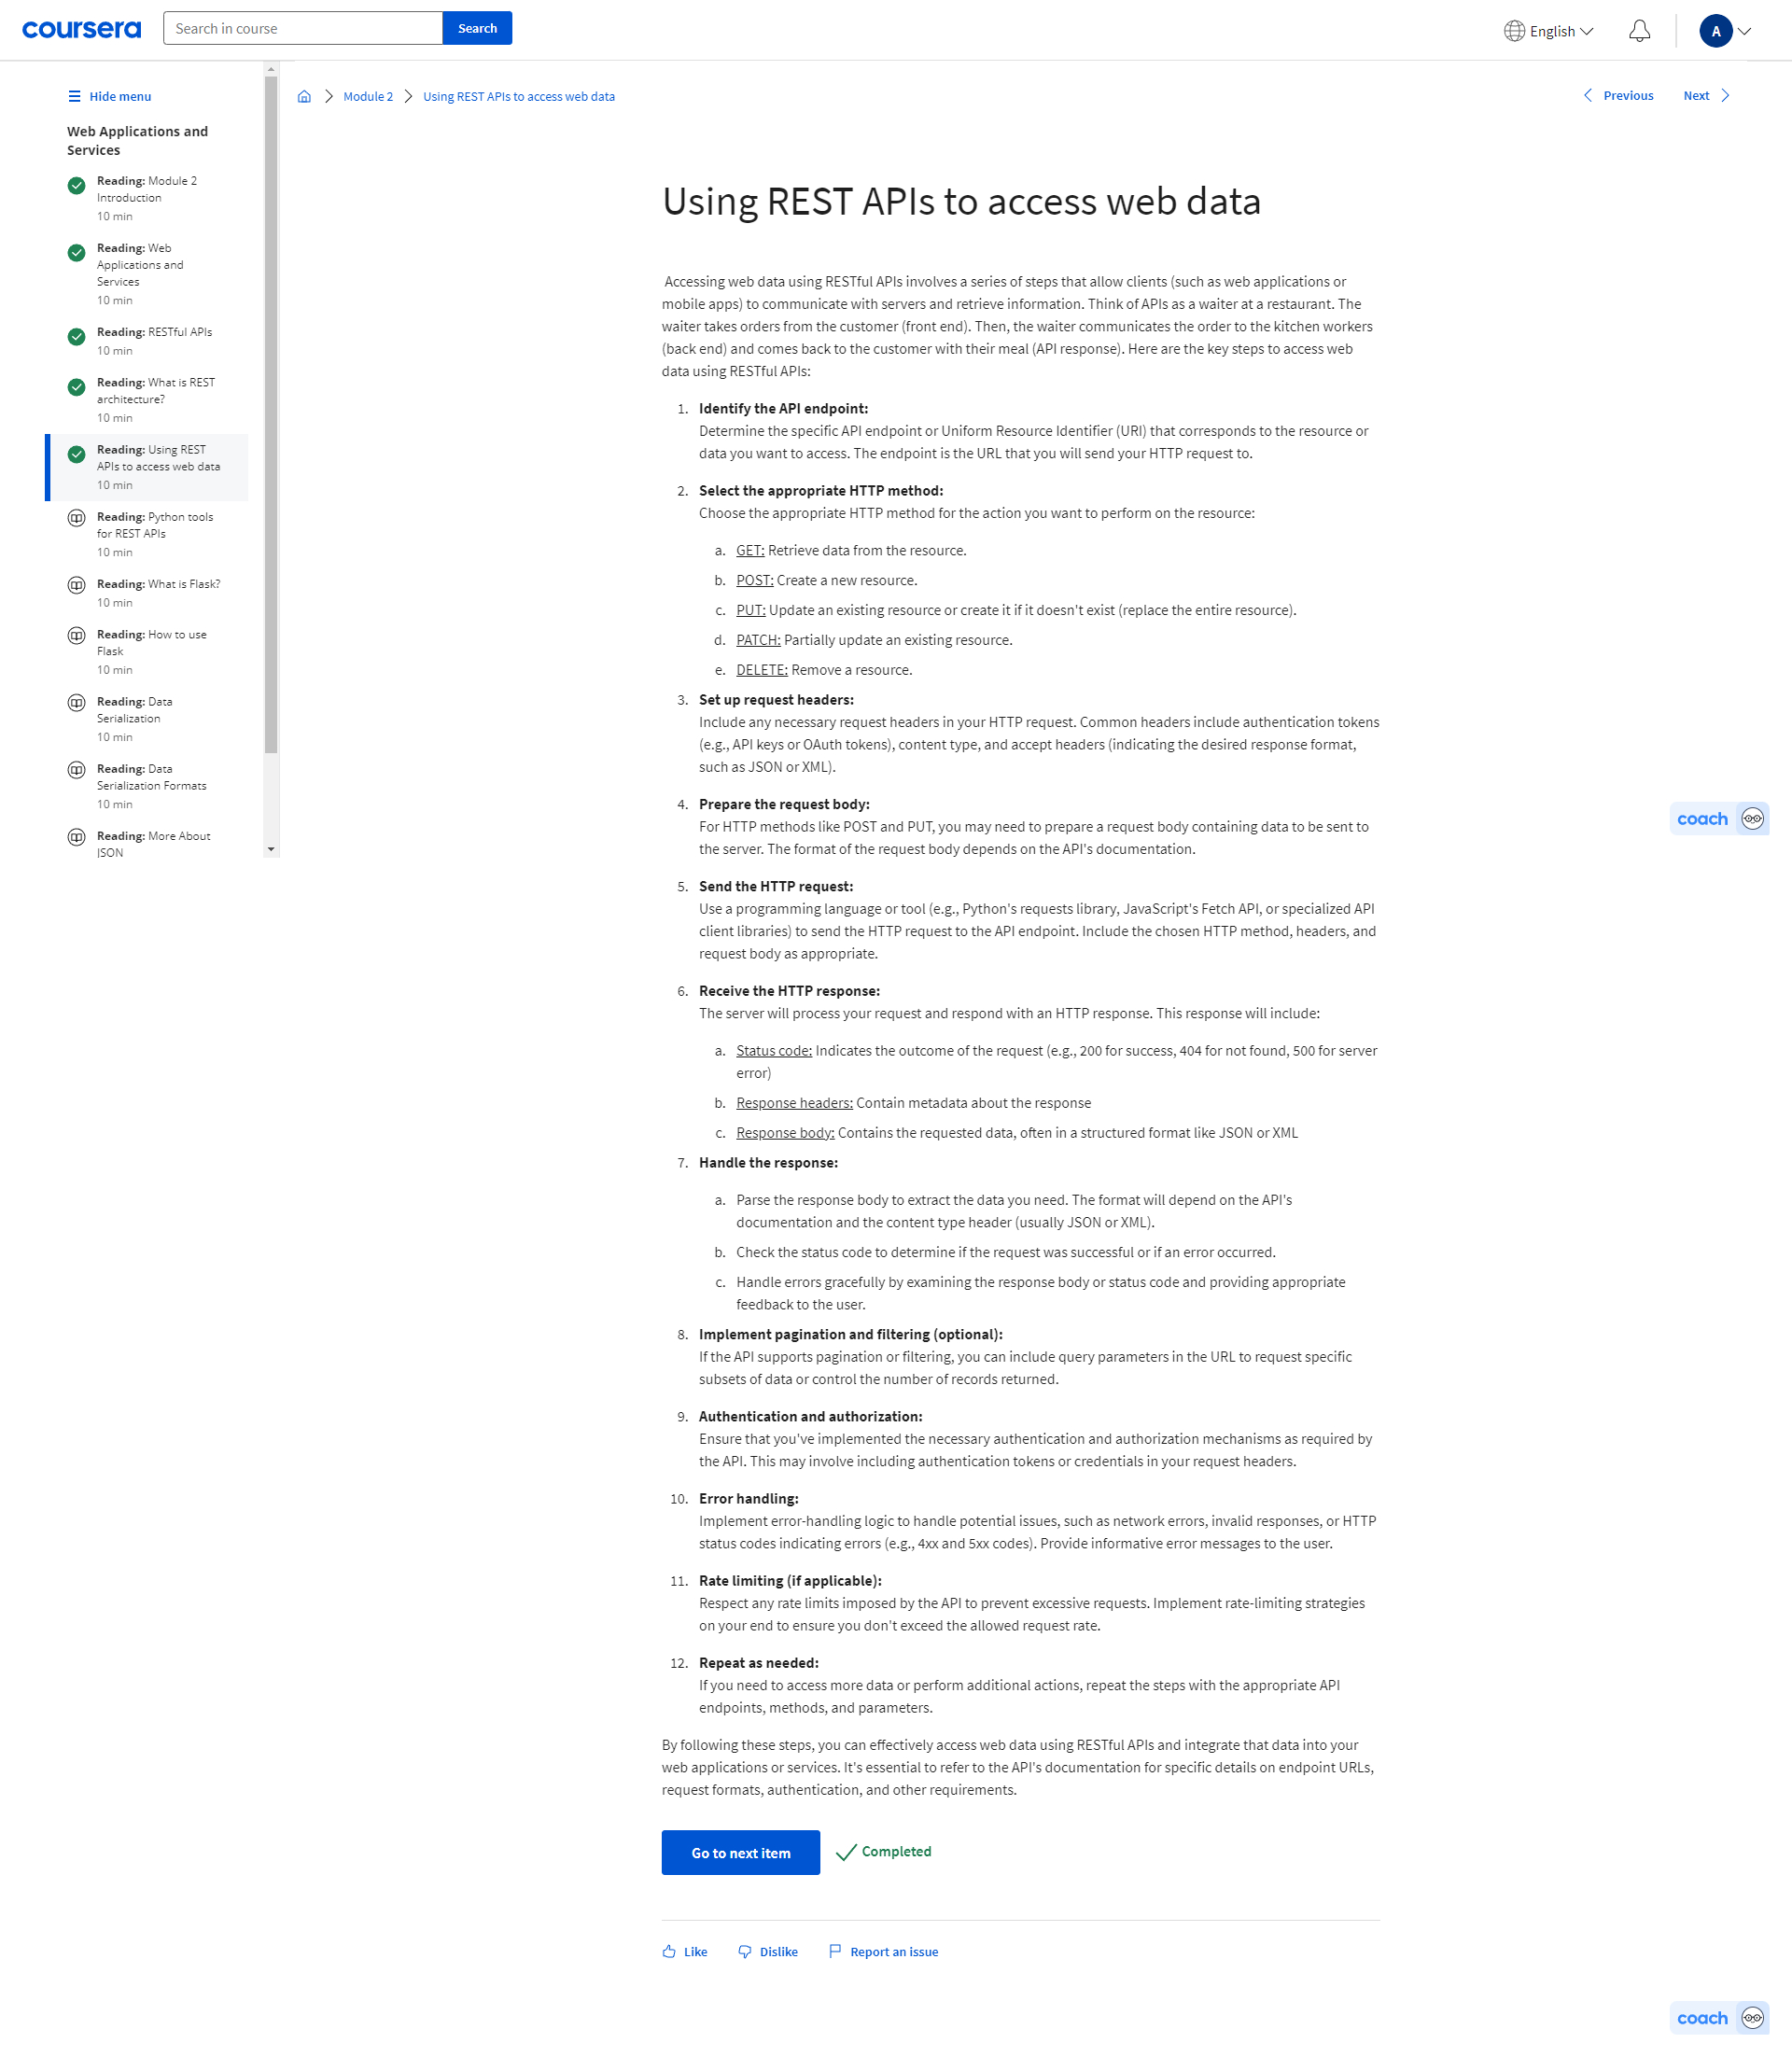 coursera
Search in course
Search
English
A
Hide menu
Web Applications and
Services
Reading: Module 2
Introduction
10 min
Reading: Web
Applications and
Services
10 min
Reading: RESTful APIs
10 min
Reading: What is REST
architecture?
10 min
Reading: Using REST
APIs to access web data
10 min
Reading: Python tools
for REST APIs
10 min
Reading: What is Flask?
10 min
Reading: How to use
Flask
10 min
Reading: Data
Serialization
10 min
Reading: Data
Serialization Formats
10 min
Reading: More About
JSON
Module 2
Using REST APIs to access web data
Previous
Next
Using REST APIs to access web data
Accessing web data using RESTful APIs involves a series of steps that allow clients (such as web applications or
mobile apps) to communicate with servers and retrieve information. Think of APIs as a waiter at a restaurant. The
waiter takes orders from the customer (front end). Then, the waiter communicates the order to the kitchen workers
(back end) and comes back to the customer with their meal (API response). Here are the key steps to access web
data using RESTful APIs:
1. Identify the API endpoint:
Determine the specific API endpoint or Uniform Resource Identifier (URI) that corresponds to the resource or
data you want to access. The endpoint is the URL that you will send your HTTP request to.
2. Select the appropriate HTTP method:
Choose the appropriate HTTP method for the action you want to perform on the resource:
a. GET: Retrieve data from the resource.
b. POST: Create a new resource.
c. PUT: Update an existing resource or create it if it doesn't exist (replace the entire resource).
d. PATCH: Partially update an existing resource.
e. DELETE: Remove a resource.
3. Set up request headers:
Include any necessary request headers in your HTTP request. Common headers include authentication tokens
(e.g., API keys or OAuth tokens), content type, and accept headers (indicating the desired response format,
such as JSON or XML).
4. Prepare the request body:
For HTTP methods like POST and PUT, you may need to prepare a request body containing data to be sent to
the server. The format of the request body depends on the API's documentation.
5. Send the HTTP request:
Use a programming language or tool (e.g., Python's requests library, JavaScript's Fetch API, or specialized API
client libraries) to send the HTTP request to the API endpoint. Include the chosen HTTP method, headers, and
request body as appropriate.
6. Receive the HTTP response:
The server will process your request and respond with an HTTP response. This response will include:
a. Status code: Indicates the outcome of the request (e.g., 200 for success, 404 for not found, 500 for server
error)
b. Response headers: Contain metadata about the response
c. Response body: Contains the requested data, often in a structured format like JSON or XML
7. Handle the response:
a. Parse the response body to extract the data you need. The format will depend on the API's
documentation and the content type header (usually JSON or XML).
b. Check the status code to determine if the request was successful or if an error occurred.
c. Handle errors gracefully by examining the response body or status code and providing appropriate
feedback to the user.
8. Implement pagination and filtering (optional):
If the API supports pagination or filtering, you can include query parameters in the URL to request specific
subsets of data or control the number of records returned.
9. Authentication and authorization:
Ensure that you've implemented the necessary authentication and authorization mechanisms as required by
the API. This may involve including authentication tokens or credentials in your request headers.
10. Error handling:
Implement error-handling logic to handle potential issues, such as network errors, invalid responses, or HTTP
status codes indicating errors (e.g., 4xx and 5xx codes). Provide informative error messages to the user.
11. Rate limiting (if applicable):
Respect any rate limits imposed by the API to prevent excessive requests. Implement rate-limiting strategies
on your end to ensure you don't exceed the allowed request rate.
12. Repeat as needed:
If you need to access more data or perform additional actions, repeat the steps with the appropriate API
endpoints, methods, and parameters.
By following these steps, you can effectively access web data using RESTful APIs and integrate that data into your
web applications or services. It's essential to refer to the API's documentation for specific details on endpoint URLs,
request formats, authentication, and other requirements.
Go to next item
Completed
Like
Dislike
Report an issue
coach
coach